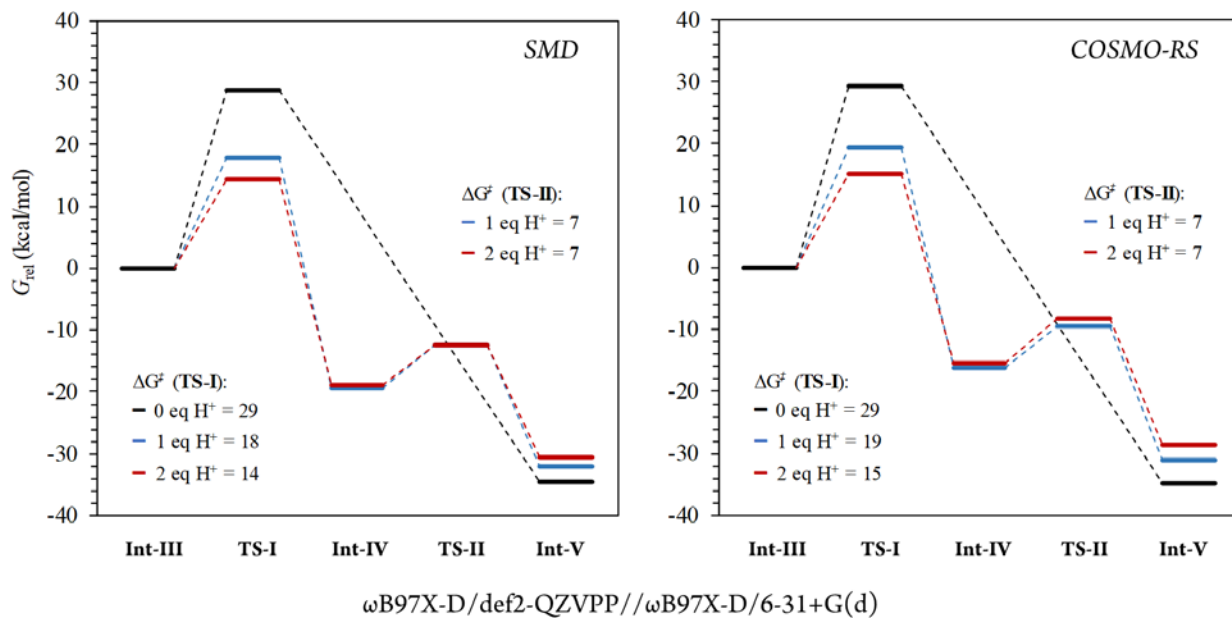 SMD
40
30
20
10
0
-10
-20
-30
-40
G_rel (kcal/mol)
ΔG‡ (TS-II):
1 eq H⁺ = 7
2 eq H⁺ = 7
ΔG‡ (TS-I):
0 eq H⁺ = 29
1 eq H⁺ = 18
2 eq H⁺ = 14
Int-III TS-I Int-IV TS-II Int-V
COSMO-RS
40
30
20
10
0
-10
-20
-30
-40
ΔG‡ (TS-II):
1 eq H⁺ = 7
2 eq H⁺ = 7
ΔG‡ (TS-I):
0 eq H⁺ = 29
1 eq H⁺ = 19
2 eq H⁺ = 15
Int-III TS-I Int-IV TS-II Int-V
ωB97X-D/def2-QZVPP//ωB97X-D/6-31+G(d)